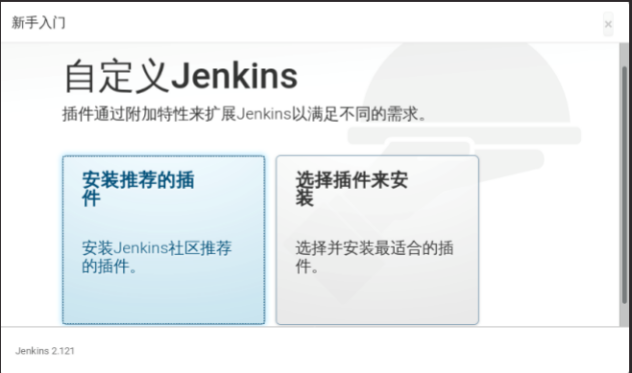 新手入门
×
自定义Jenkins
插件通过附加特性来扩展Jenkins以满足不同的需求。
安装推荐的插
件
安装Jenkins社区推荐
的插件。
选择插件来安
装
选择并安装最适合的插
件。
Jenkins 2.121